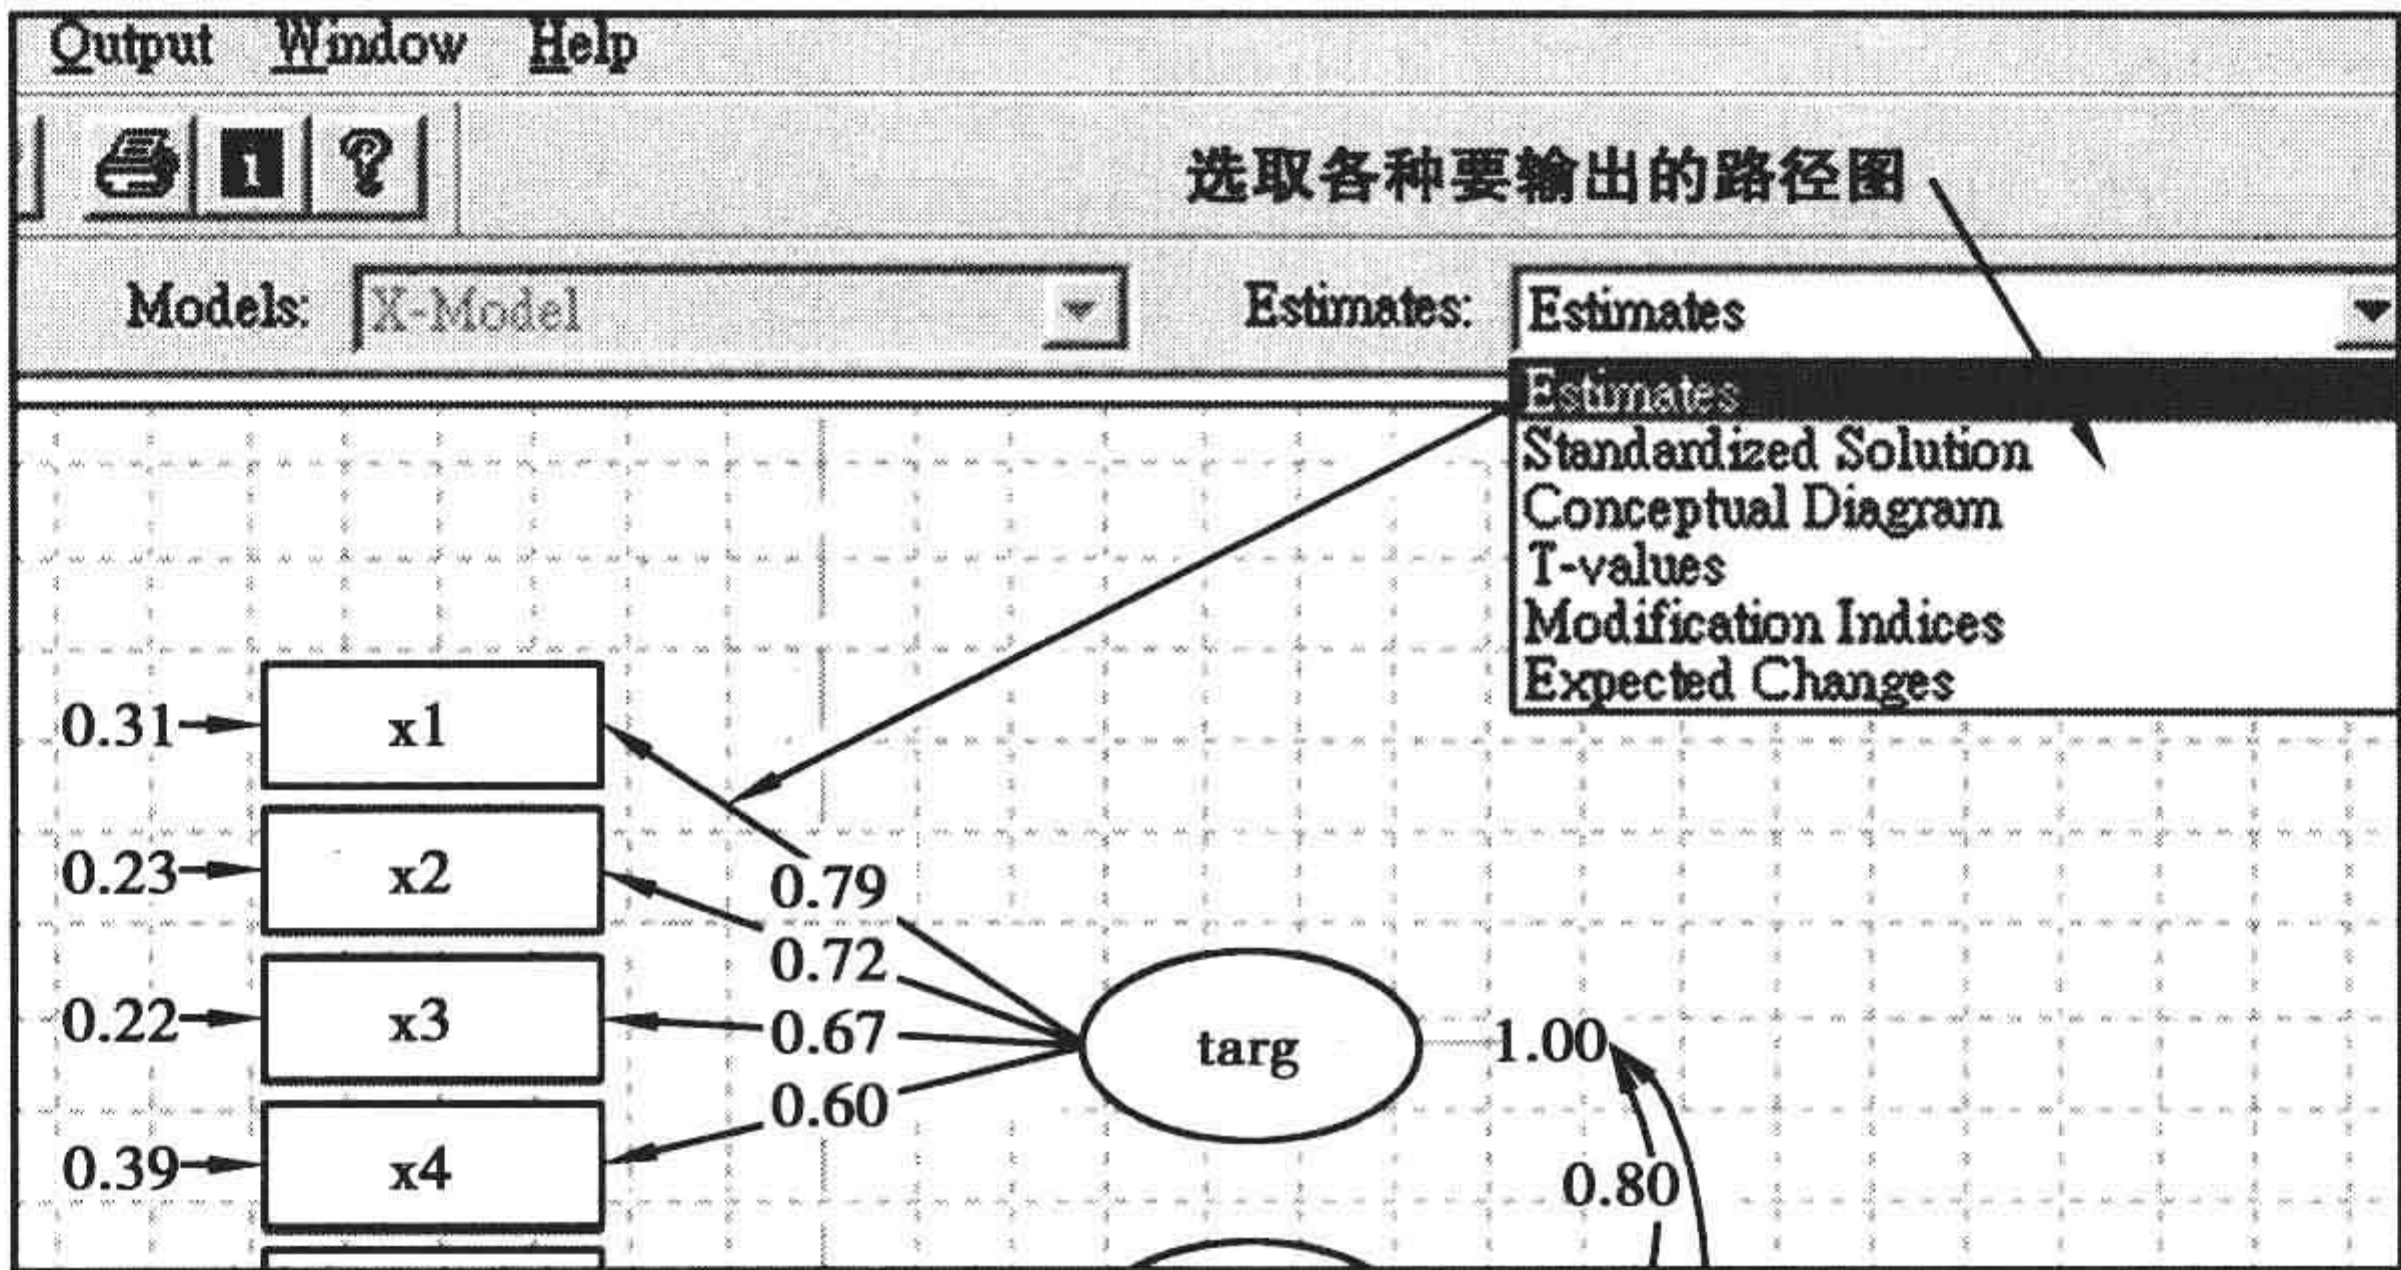 Output Window Help
i ?
选取各种要输出的路径图
Models: X-Model Estimates: Estimates
Estimates
Standardized Solution
Conceptual Diagram
T-values
Modification Indices
Expected Changes
0.31 x1
0.23 x2 0.79
0.72
0.22 x3 0.67 targ 1.00
0.60
0.39 x4 0.80